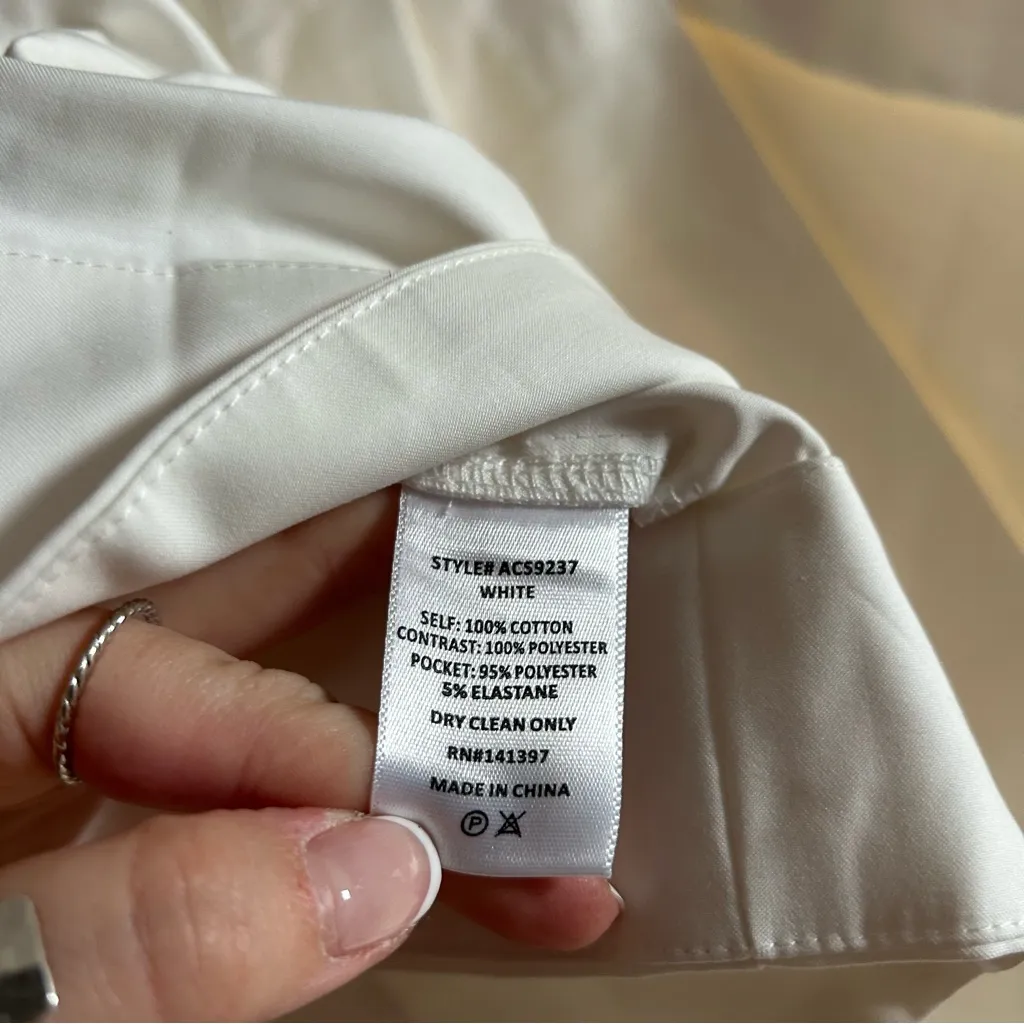 STYLE# ACS9237
WHITE
SELF: 100% COTTON
CONTRAST: 100% POLYESTER
POCKET: 95% POLYESTER
5% ELASTANE
DRY CLEAN ONLY
RN#141397
MADE IN CHINA
P